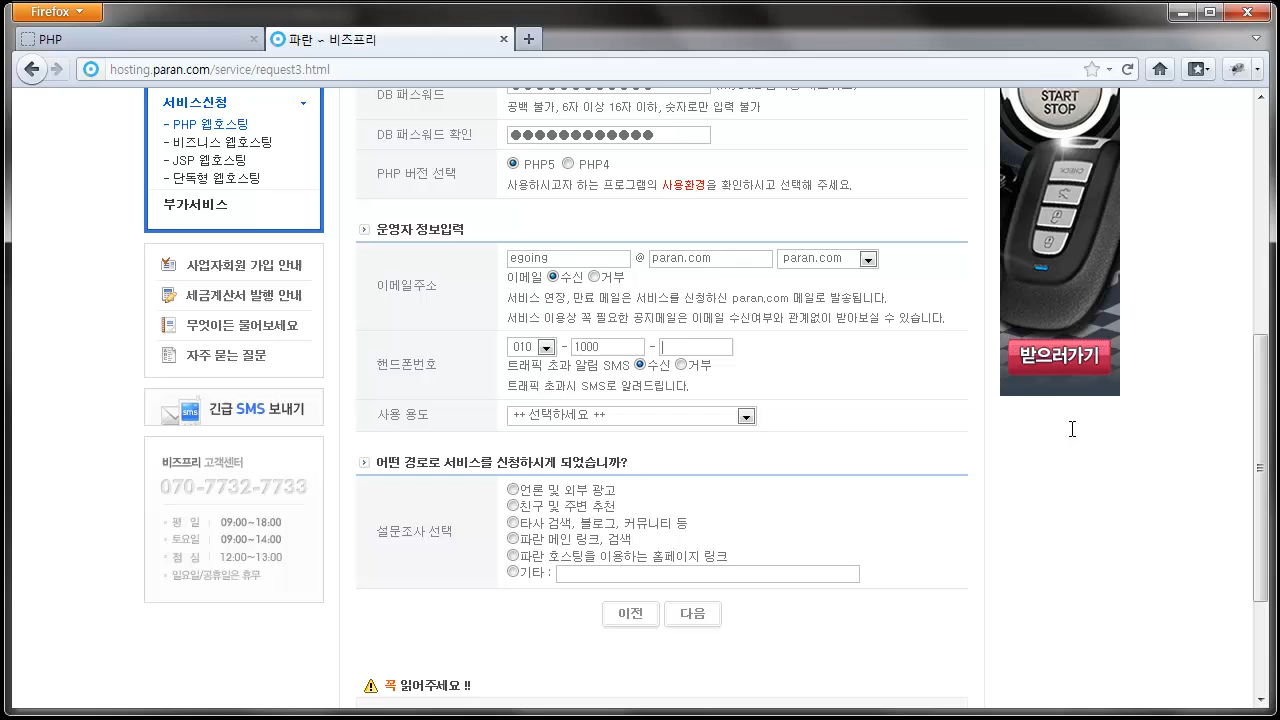 Firefox
PHP
파란 - 비즈프리
hosting.paran.com/service/request3.html
서비스신청
- PHP 웹호스팅
- 비즈니스 웹호스팅
- JSP 웹호스팅
- 단독형 웹호스팅
부가서비스
사업자회원 가입 안내
세금계산서 발행 안내
무엇이든 물어보세요
자주 묻는 질문
sms 긴급 SMS 보내기
비즈프리 고객센터
070-7732-7733
평 일 09:00~18:00
토요일 09:00~14:00
점 심 12:00~13:00
일요일/공휴일은 휴무
DB 패스워드
공백 불가, 6자 이상 16자 이하, 숫자로만 입력 불가
DB 패스워드 확인 ●●●●●●●●●●●●
PHP 버전 선택
PHP5 PHP4
사용하시고자 하는 프로그램의 사용환경을 확인하시고 선택해 주세요.
운영자 정보입력
이메일주소
egoing @ paran.com paran.com
이메일 수신 거부
서비스 연장, 만료 메일은 서비스를 신청하신 paran.com 메일로 발송됩니다.
서비스 이용상 꼭 필요한 공지메일은 이메일 수신여부와 관계없이 받아보실 수 있습니다.
핸드폰번호
010 - 1000 -
트래픽 초과 알림 SMS 수신 거부
트래픽 초과시 SMS로 알려드립니다.
사용 용도 ++ 선택하세요 ++
어떤 경로로 서비스를 신청하시게 되었습니까?
설문조사 선택
언론 및 외부 광고
친구 및 주변 추천
타사 검색, 블로그, 커뮤니티 등
파란 메인 링크, 검색
파란 호스팅을 이용하는 홈페이지 링크
기타 :
이전 다음
꼭 읽어주세요 !!
START
STOP
CHECK
받으러가기